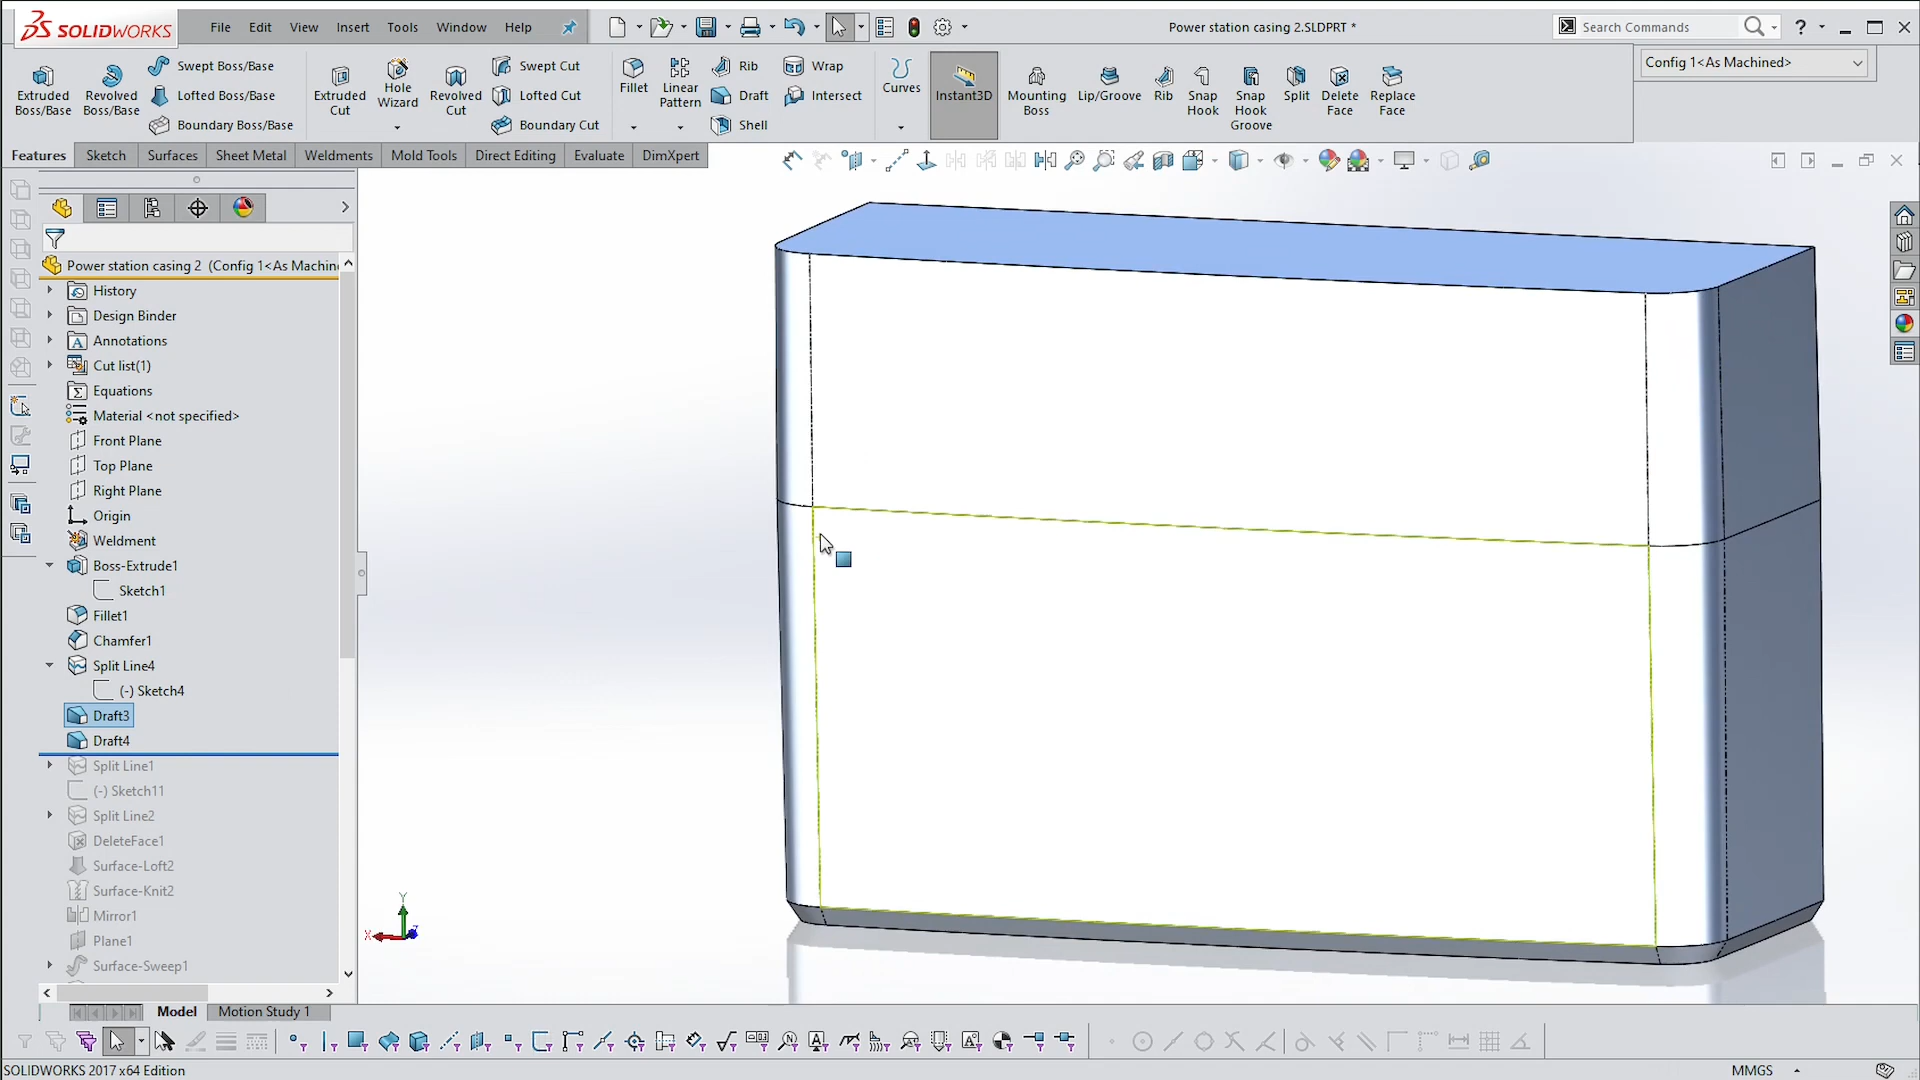 SOLIDWORKS
File Edit View Insert Tools Window Help
Power station casing 2.SLDPRT *
Search Commands
?
Extruded Boss/Base
Revolved Boss/Base
Swept Boss/Base
Lofted Boss/Base
Boundary Boss/Base
Extruded Cut
Hole Wizard
Revolved Cut
Swept Cut
Lofted Cut
Boundary Cut
Fillet
Linear Pattern
Rib
Draft
Shell
Wrap
Intersect
Curves
Instant3D
Mounting Boss
Lip/Groove
Rib
Snap Hook
Snap Hook Groove
Split
Delete Face
Replace Face
Config 1<As Machined>
Features Sketch Surfaces Sheet Metal Weldments Mold Tools Direct Editing Evaluate DimXpert
Power station casing 2 (Config 1<As Machin
History
Design Binder
Annotations
Cut list(1)
Equations
Material <not specified>
Front Plane
Top Plane
Right Plane
Origin
Weldment
Boss-Extrude1
Sketch1
Fillet1
Chamfer1
Split Line4
(-) Sketch4
Draft3
Draft4
Split Line1
(-) Sketch11
Split Line2
DeleteFace1
Surface-Loft2
Surface-Knit2
Mirror1
Plane1
Surface-Sweep1
Y
X
Model Motion Study 1
SOLIDWORKS 2017 x64 Edition
MMGS